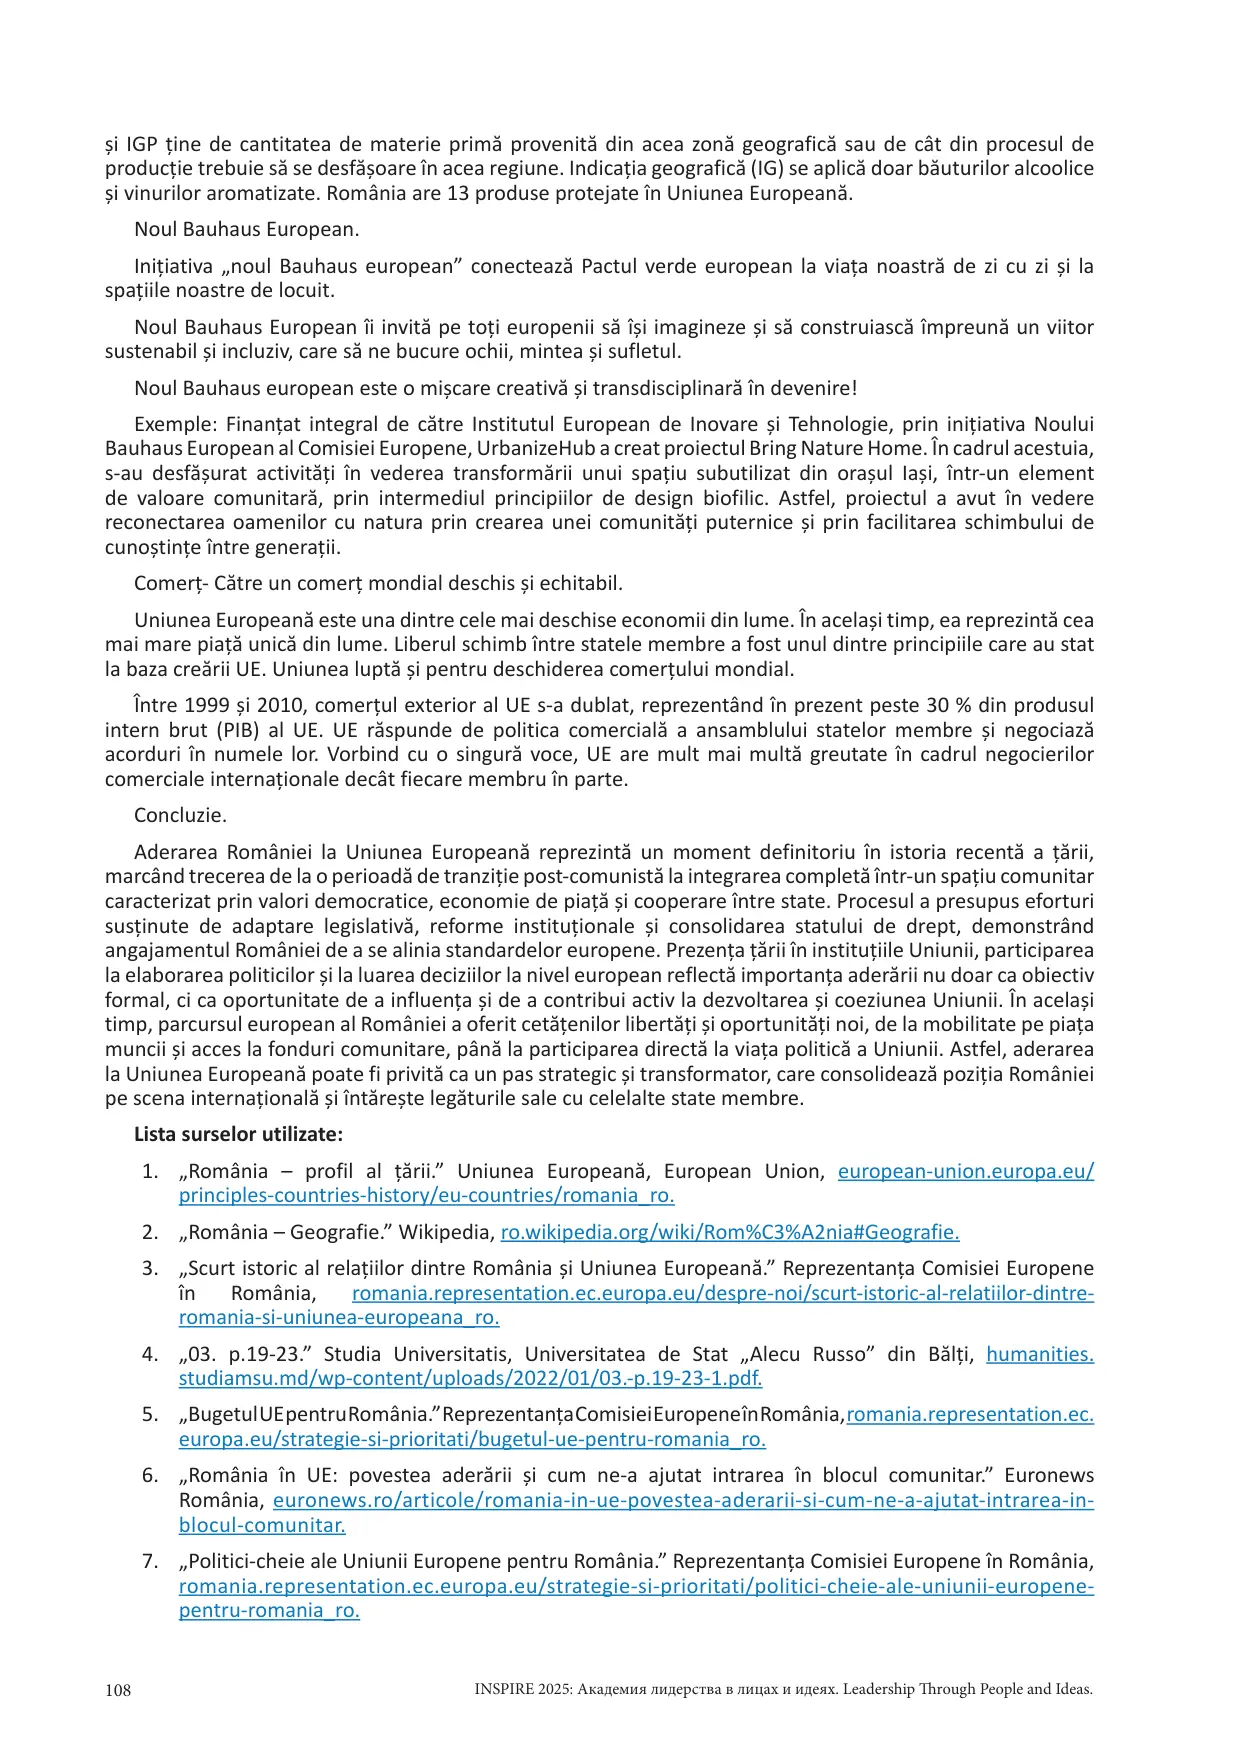 și IGP ține de cantitatea de materie primă provenită din acea zonă geografică sau de cât din procesul de
producție trebuie să se desfășoare în acea regiune. Indicația geografică (IG) se aplică doar băuturilor alcoolice
și vinurilor aromatizate. România are 13 produse protejate în Uniunea Europeană.
Noul Bauhaus European.
Inițiativa „noul Bauhaus european” conectează Pactul verde european la viața noastră de zi cu zi și la
spațiile noastre de locuit.
Noul Bauhaus European îi invită pe toți europenii să își imagineze și să construiască împreună un viitor
sustenabil și incluziv, care să ne bucure ochii, mintea și sufletul.
Noul Bauhaus european este o mișcare creativă și transdisciplinară în devenire!
Exemple: Finanțat integral de către Institutul European de Inovare și Tehnologie, prin inițiativa Noului
Bauhaus European al Comisiei Europene, UrbanizeHub a creat proiectul Bring Nature Home. În cadrul acestuia,
s-au desfășurat activități în vederea transformării unui spațiu subutilizat din orașul Iași, într-un element
de valoare comunitară, prin intermediul principiilor de design biofilic. Astfel, proiectul a avut în vedere
reconectarea oamenilor cu natura prin crearea unei comunități puternice și prin facilitarea schimbului de
cunoștințe între generații.
Comerț- Către un comerț mondial deschis și echitabil.
Uniunea Europeană este una dintre cele mai deschise economii din lume. În același timp, ea reprezintă cea
mai mare piață unică din lume. Liberul schimb între statele membre a fost unul dintre principiile care au stat
la baza creării UE. Uniunea luptă și pentru deschiderea comerțului mondial.
Între 1999 și 2010, comerțul exterior al UE s-a dublat, reprezentând în prezent peste 30 % din produsul
intern brut (PIB) al UE. UE răspunde de politica comercială a ansamblului statelor membre și negociază
acorduri în numele lor. Vorbind cu o singură voce, UE are mult mai multă greutate în cadrul negocierilor
comerciale internaționale decât fiecare membru în parte.
Concluzie.
Aderarea României la Uniunea Europeană reprezintă un moment definitoriu în istoria recentă a țării,
marcând trecerea de la o perioadă de tranziție post-comunistă la integrarea completă într-un spațiu comunitar
caracterizat prin valori democratice, economie de piață și cooperare între state. Procesul a presupus eforturi
susținute de adaptare legislativă, reforme instituționale și consolidarea statului de drept, demonstrând
angajamentul României de a se alinia standardelor europene. Prezența țării în instituțiile Uniunii, participarea
la elaborarea politicilor și la luarea deciziilor la nivel european reflectă importanța aderării nu doar ca obiectiv
formal, ci ca oportunitate de a influența și de a contribui activ la dezvoltarea și coeziunea Uniunii. În același
timp, parcursul european al României a oferit cetățenilor libertăți și oportunități noi, de la mobilitate pe piața
muncii și acces la fonduri comunitare, până la participarea directă la viața politică a Uniunii. Astfel, aderarea
la Uniunea Europeană poate fi privită ca un pas strategic și transformator, care consolidează poziția României
pe scena internațională și întărește legăturile sale cu celelalte state membre.
Lista surselor utilizate:
1. „România – profil al țării.” Uniunea Europeană, European Union, european-union.europa.eu/
principles-countries-history/eu-countries/romania_ro.
2. „România – Geografie.” Wikipedia, ro.wikipedia.org/wiki/Rom%C3%A2nia#Geografie.
3. „Scurt istoric al relațiilor dintre România și Uniunea Europeană.” Reprezentanța Comisiei Europene
în România, romania.representation.ec.europa.eu/despre-noi/scurt-istoric-al-relatiilor-dintre-
romania-si-uniunea-europeana_ro.
4. „03. p.19-23.” Studia Universitatis, Universitatea de Stat „Alecu Russo” din Bălți, humanities.
studiamsu.md/wp-content/uploads/2022/01/03.-p.19-23-1.pdf.
5. „Bugetul UE pentru România.” Reprezentanța Comisiei Europene în România, romania.representation.ec.
europa.eu/strategie-si-prioritati/bugetul-ue-pentru-romania_ro.
6. „România în UE: povestea aderării și cum ne-a ajutat intrarea în blocul comunitar.” Euronews
România, euronews.ro/articole/romania-in-ue-povestea-aderarii-si-cum-ne-a-ajutat-intrarea-in-
blocul-comunitar.
7. „Politici-cheie ale Uniunii Europene pentru România.” Reprezentanța Comisiei Europene în România,
romania.representation.ec.europa.eu/strategie-si-prioritati/politici-cheie-ale-uniunii-europene-
pentru-romania_ro.
108
INSPIRE 2025: Академия лидерства в лицах и идеях. Leadership Through People and Ideas.